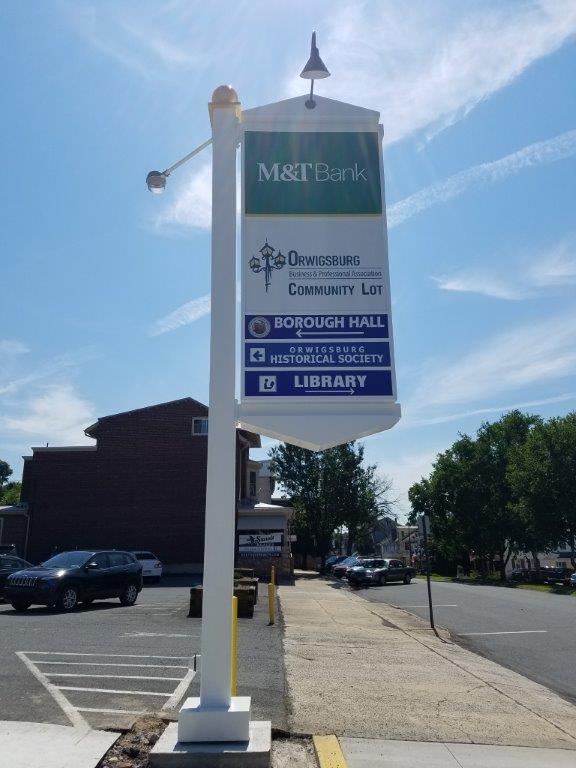 M&T Bank
ORWIGSBURG
Business & Professional Association
COMMUNITY LOT
BOROUGH HALL
ORWIGSBURG
HISTORICAL SOCIETY
LIBRARY